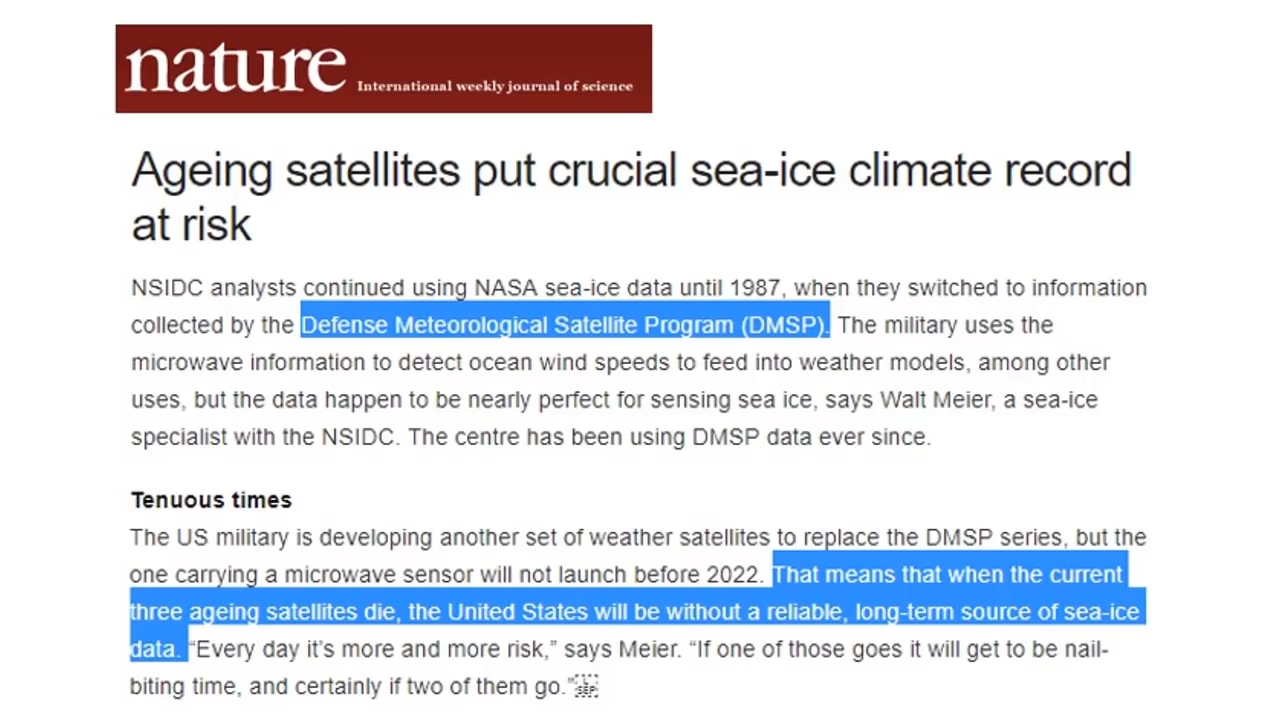 nature International weekly journal of science
Ageing satellites put crucial sea-ice climate record
at risk
NSIDC analysts continued using NASA sea-ice data until 1987, when they switched to information
collected by the Defense Meteorological Satellite Program (DMSP). The military uses the
microwave information to detect ocean wind speeds to feed into weather models, among other
uses, but the data happen to be nearly perfect for sensing sea ice, says Walt Meier, a sea-ice
specialist with the NSIDC. The centre has been using DMSP data ever since.
Tenuous times
The US military is developing another set of weather satellites to replace the DMSP series, but the
one carrying a microwave sensor will not launch before 2022. That means that when the current
three ageing satellites die, the United States will be without a reliable, long-term source of sea-ice
data. “Every day it’s more and more risk,” says Meier. “If one of those goes it will get to be nail-
biting time, and certainly if two of them go.”